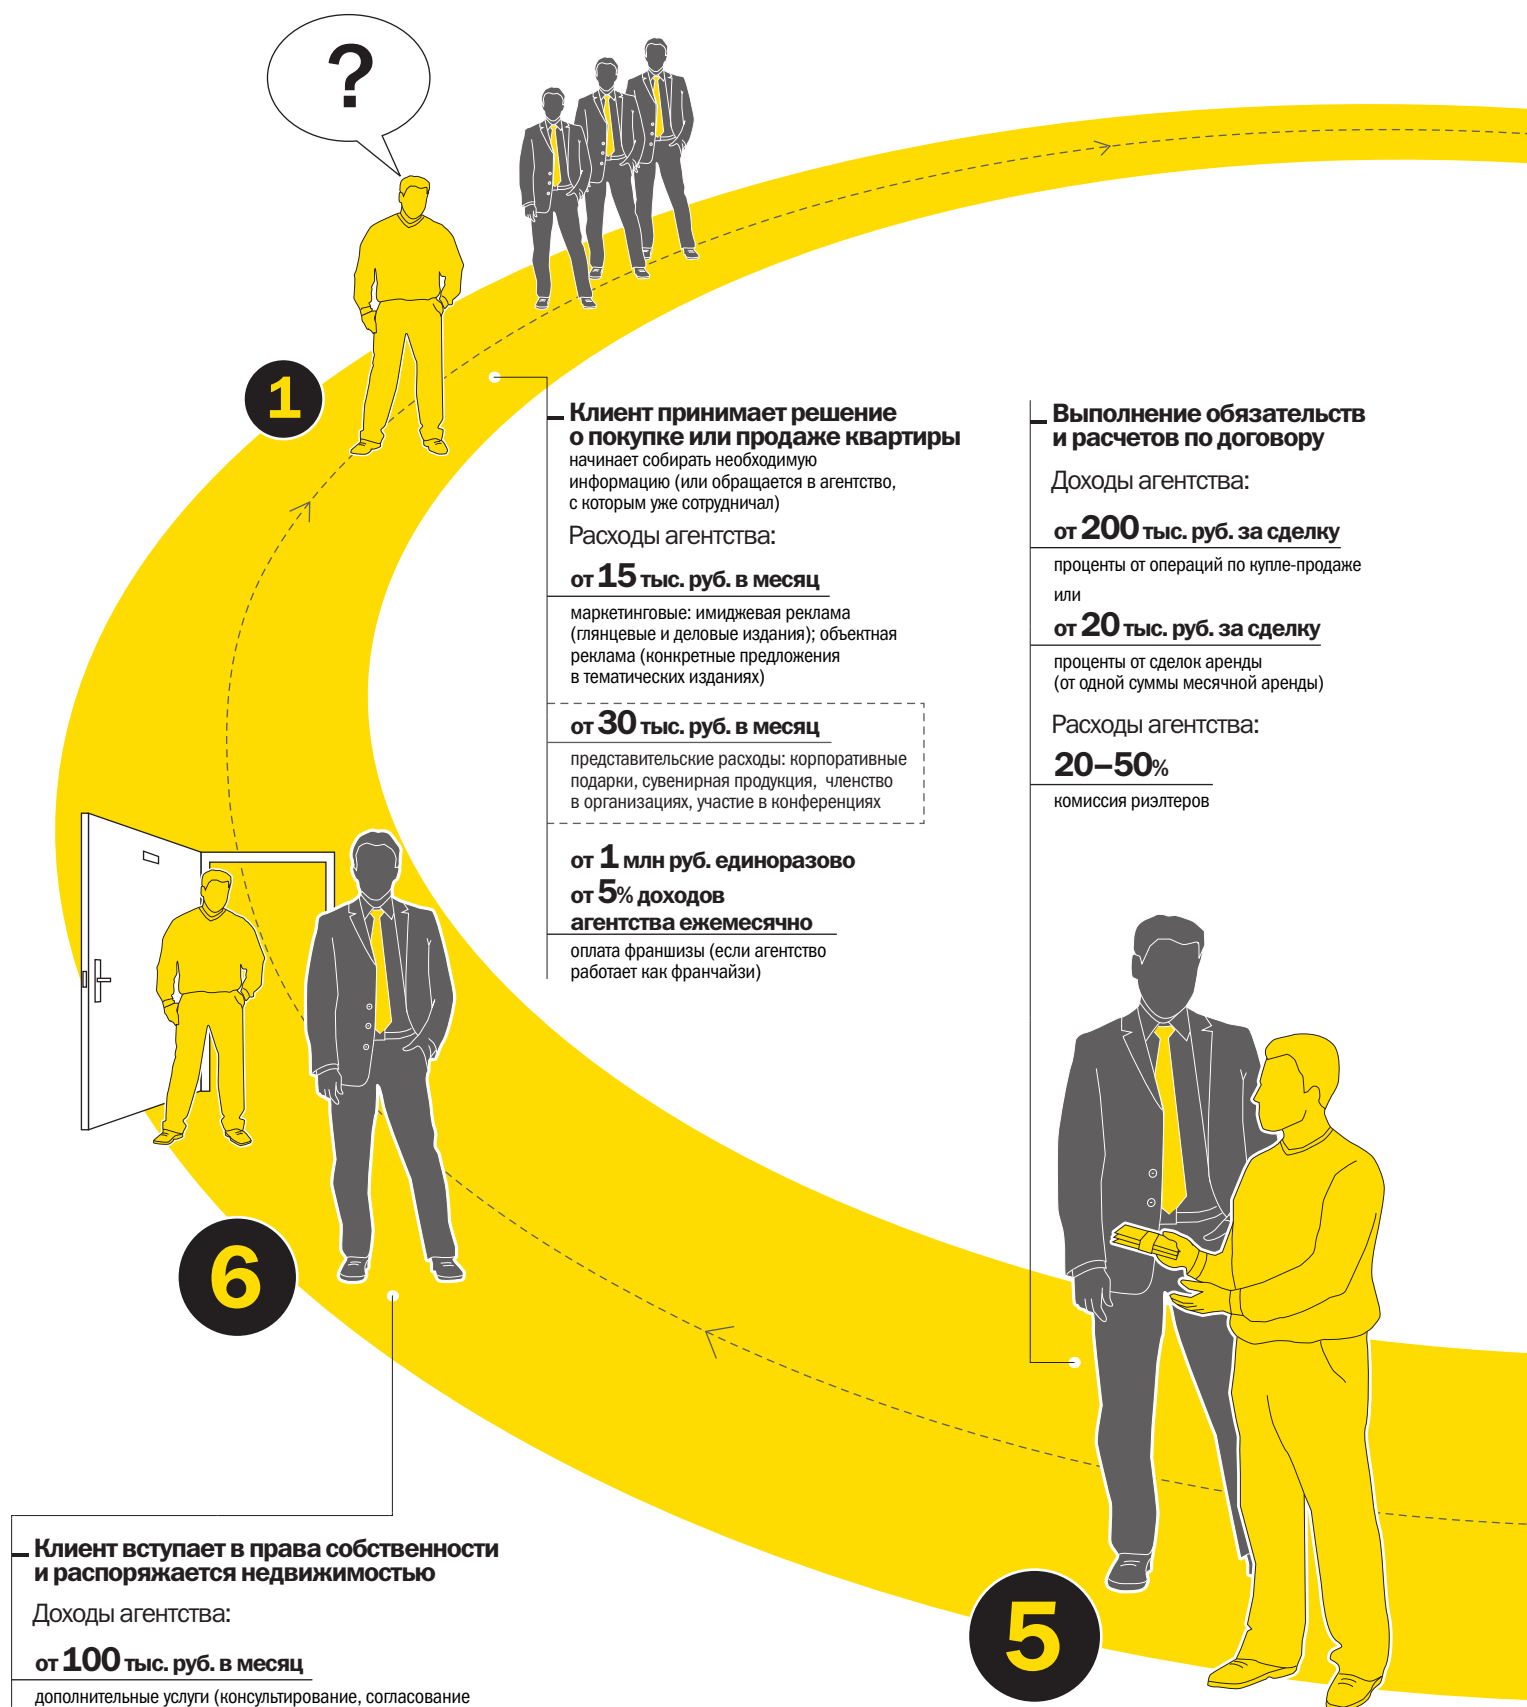 ?
1
Клиент принимает решение
о покупке или продаже квартиры
начинает собирать необходимую
информацию (или обращается в агентство,
с которым уже сотрудничал)
Расходы агентства:
от 15 тыс. руб. в месяц
маркетинговые: имиджевая реклама
(глянцевые и деловые издания); объектная
реклама (конкретные предложения
в тематических изданиях)
от 30 тыс. руб. в месяц
представительские расходы: корпоративные
подарки, сувенирная продукция, членство
в организациях, участие в конференциях
от 1 млн руб. единоразово
от 5% доходов
агентства ежемесячно
оплата франшизы (если агентство
работает как франчайзи)
Выполнение обязательств
и расчетов по договору
Доходы агентства:
от 200 тыс. руб. за сделку
проценты от операций по купле-продаже
или
от 20 тыс. руб. за сделку
проценты от сделок аренды
(от одной суммы месячной аренды)
Расходы агентства:
20–50%
комиссия риэлтеров
5
6
Клиент вступает в права собственности
и распоряжается недвижимостью
Доходы агентства:
от 100 тыс. руб. в месяц
дополнительные услуги (консультирование, согласование